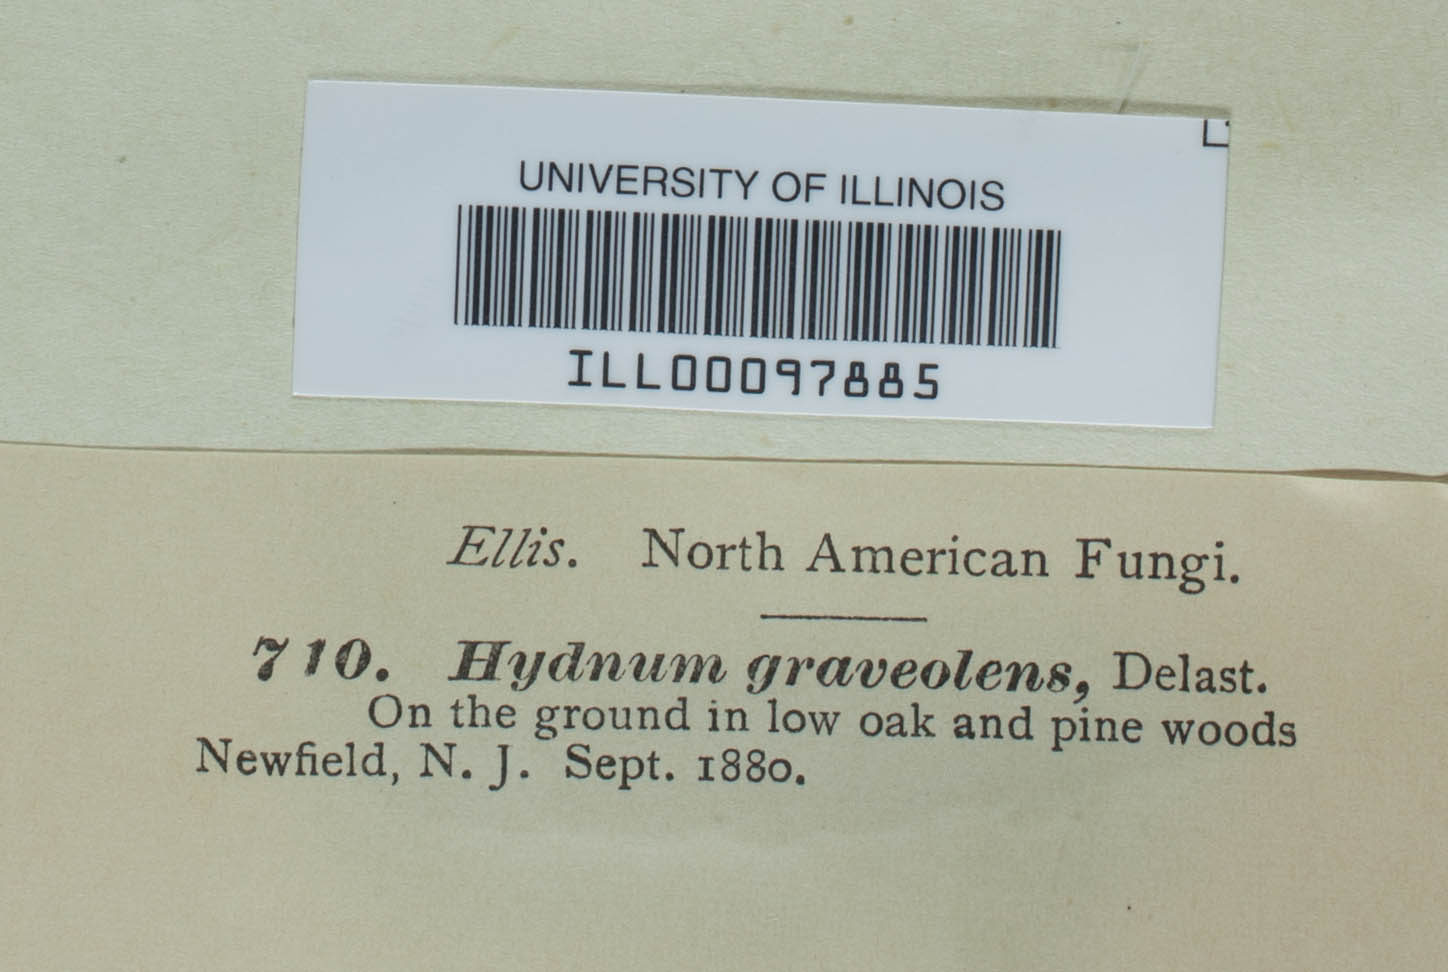 UNIVERSITY OF ILLINOIS
ILL00097885
Ellis. North American Fungi.
710. Hydnum graveolens, Delast.
On the ground in low oak and pine woods
Newfield, N. J. Sept. 1880.